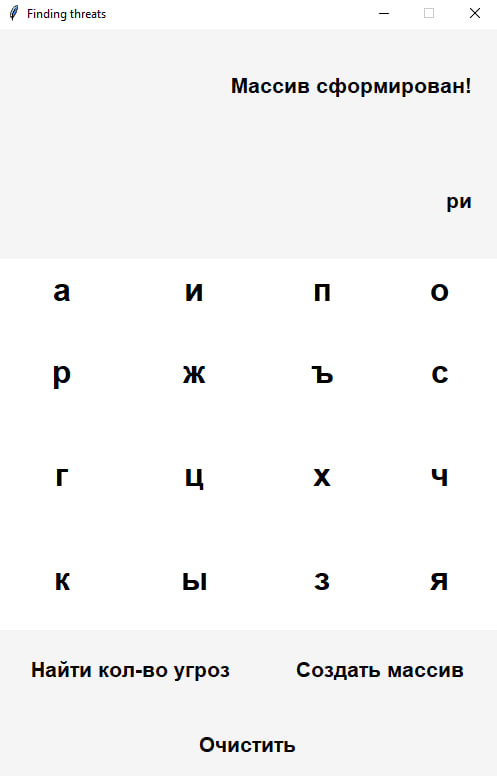 Finding threats
Массив сформирован!
ри
а и п о
р ж ъ с
г ц х ч
к ы з я
Найти кол-во угроз Создать массив
Очистить